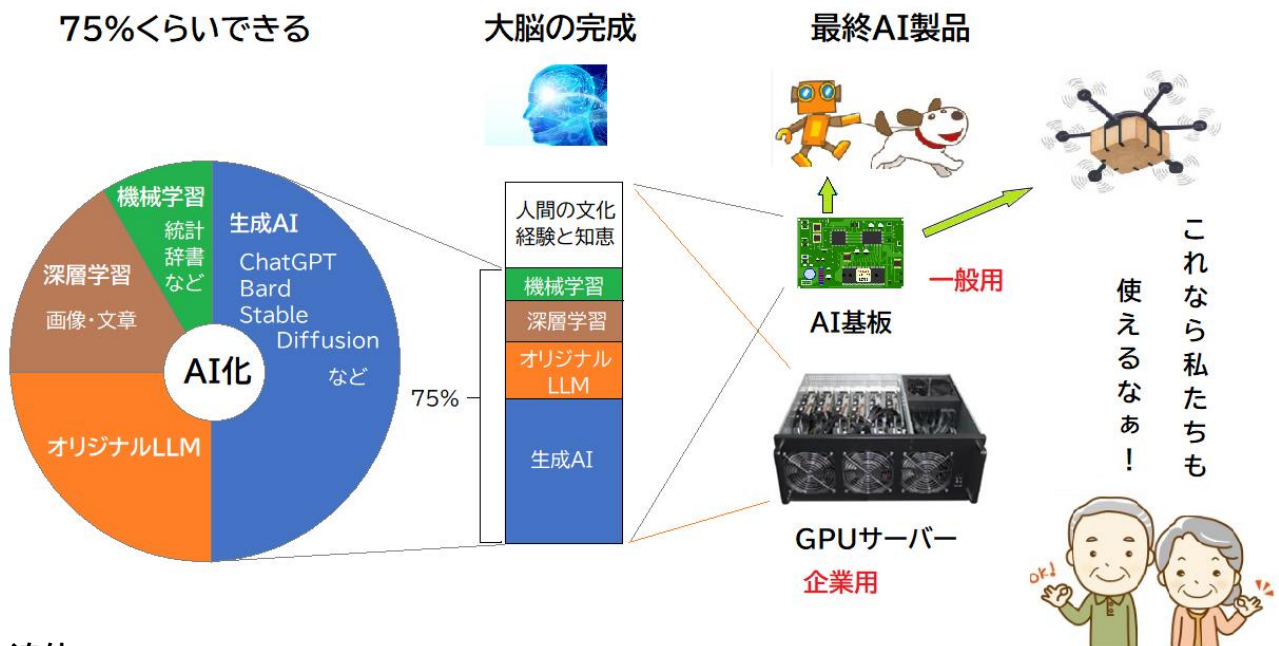 75%くらいできる
大脳の完成
最終AI製品
機械学習
統計
辞書
など
深層学習
画像・文章
生成AI
ChatGPT
Bard
Stable
Diffusion
など
AI化
オリジナルLLM
75%
人間の文化
経験と知恵
機械学習
深層学習
オリジナル
LLM
生成AI
AI基板
一般用
GPUサーバー
企業用
これなら私たちも
使えるなぁ!
OK!